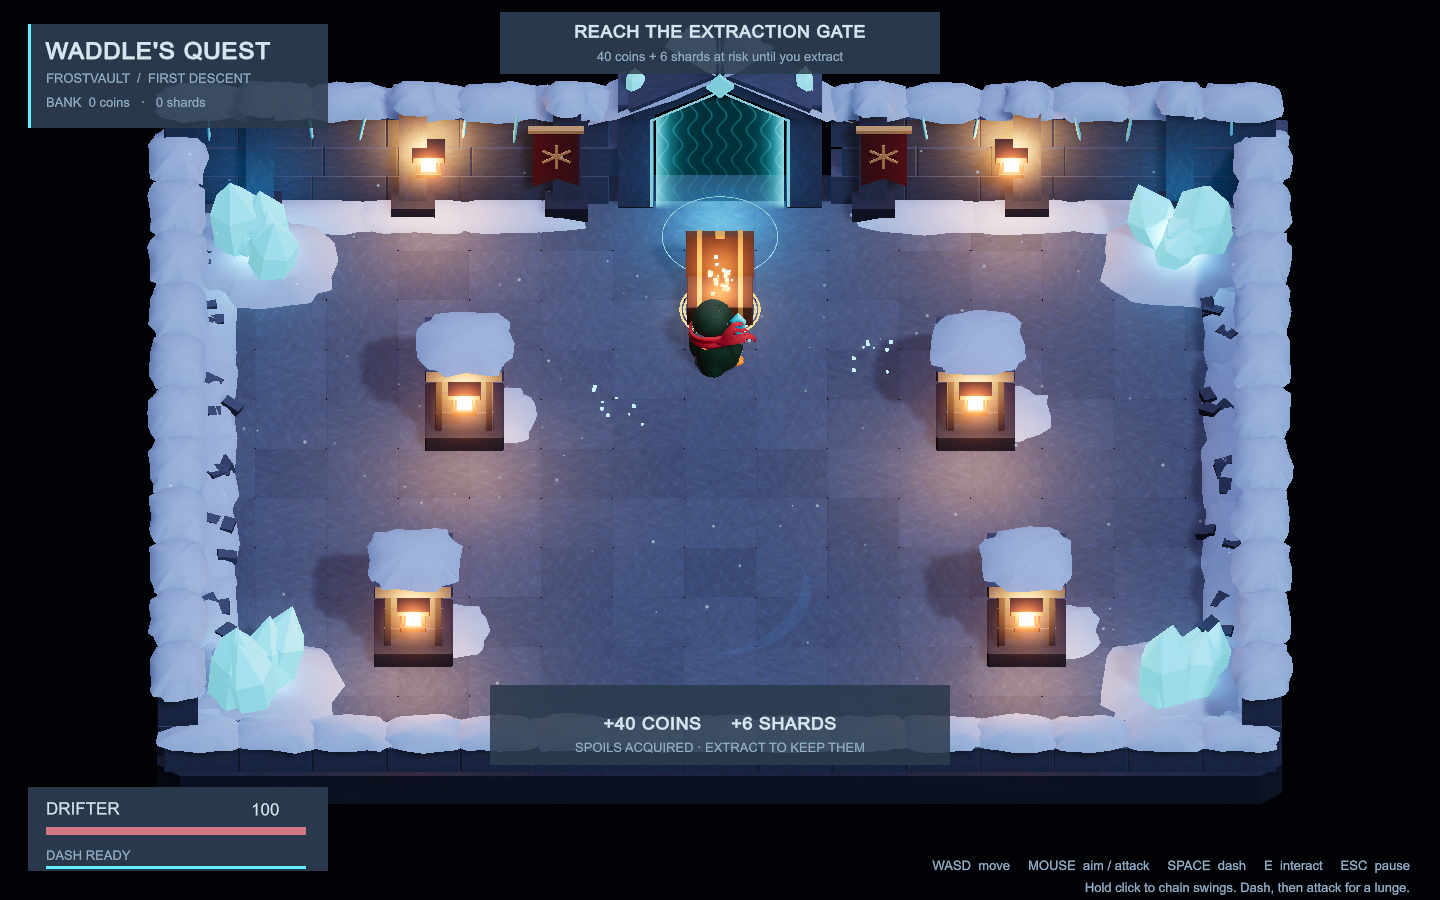 WADDLE'S QUEST
FROSTVAULT / FIRST DESCENT
BANK 0 coins · 0 shards
REACH THE EXTRACTION GATE
40 coins + 6 shards at risk until you extract
+40 COINS +6 SHARDS
SPOILS ACQUIRED · EXTRACT TO KEEP THEM
DRIFTER 100
DASH READY
WASD move MOUSE aim / attack SPACE dash E interact ESC pause
Hold click to chain swings. Dash, then attack for a lunge.